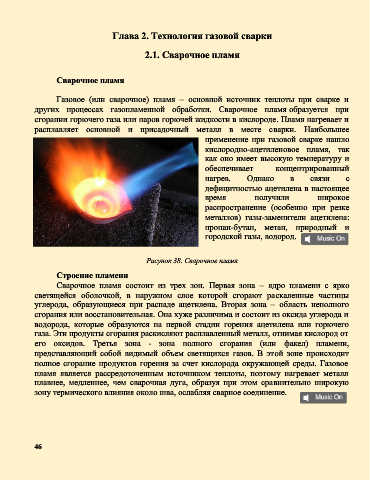 Глава 2. Технология газовой сварки
2.1. Сварочное пламя
Сварочное пламя
Газовое (или сварочное) пламя – основной источник теплоты при сварке и
других процессах газопламенной обработки. Сварочное пламя образуется при
сгорании горючего газа или паров горючей жидкости в кислороде. Пламя нагревает и
расплавляет основной и присадочный металл в месте сварки. Наибольшее
применение при газовой сварке нашло
кислородно-ацетиленовое пламя, так
как оно имеет высокую температуру и
обеспечивает концентрированный
нагрев. Однако в связи с
дефицитностью ацетилена в настоящее
время получили широкое
распространение (особенно при резке
металлов) газы-заменители ацетилена:
пропан-бутан, метан, природный и
городской газы, водород.
Music On
Рисунок 38. Сварочное пламя
Строение пламени
Сварочное пламя состоит из трех зон. Первая зона – ядро пламени с ярко
светящейся оболочкой, в наружном слое которой сгорают раскаленные частицы
углерода, образующиеся при распаде ацетилена. Вторая зона – область неполного
сгорания или восстановительная. Она хуже различима и состоит из оксида углерода и
водорода, которые образуются на первой стадии горения ацетилена или горючего
газа. Эти продукты сгорания раскисляют расплавленный металл, отнимая кислород от
его оксидов. Третья зона - зона полного сгорания (или факел) пламени,
представляющий собой видимый объем светящихся газов. В этой зоне происходит
полное сгорание продуктов горения за счет кислорода окружающей среды. Газовое
пламя является рассредоточенным источником теплоты, поэтому нагревает металл
плавнее, медленнее, чем сварочная дуга, образуя при этом сравнительно широкую
зону термического влияния около шва, ослабляя сварное соединение.
Music On
46